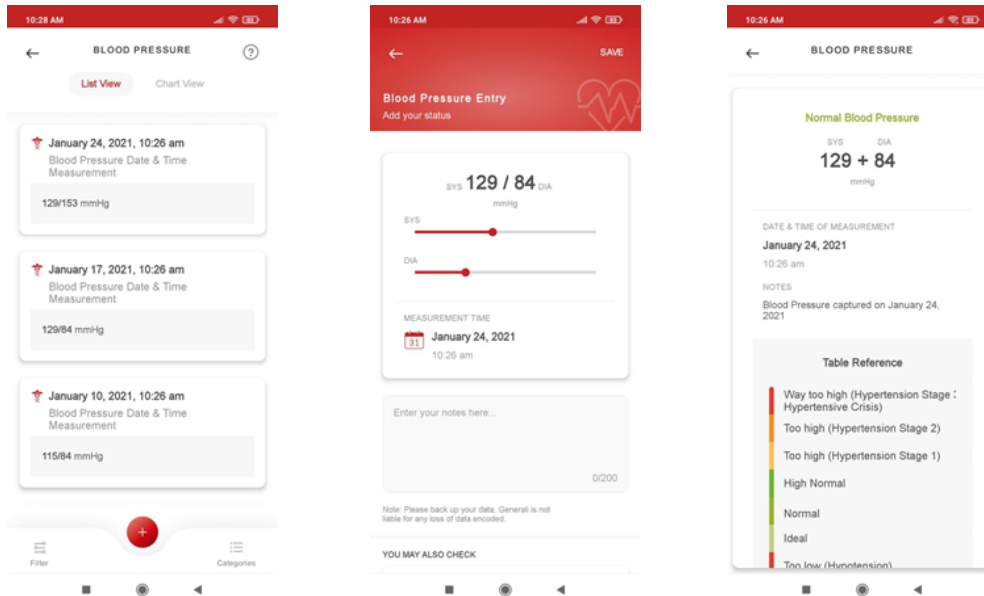 10:28 AM
BLOOD PRESSURE
?
List View Chart View
January 24, 2021, 10:26 am
Blood Pressure Date & Time
Measurement
129/153 mmHg
January 17, 2021, 10:26 am
Blood Pressure Date & Time
Measurement
129/84 mmHg
January 10, 2021, 10:26 am
Blood Pressure Date & Time
Measurement
115/84 mmHg
+
Filter
Categories
10:26 AM
SAVE
Blood Pressure Entry
Add your status
SYS 129 / 84 DIA
mmHg
SYS
DIA
MEASUREMENT TIME
31
January 24, 2021
10:26 am
Enter your notes here...
0/200
Note: Please back up your data, Generali is not
liable for any loss of data encoded.
YOU MAY ALSO CHECK
10:26 AM
BLOOD PRESSURE
Normal Blood Pressure
SYS DIA
129 + 84
mmHg
DATE & TIME OF MEASUREMENT
January 24, 2021
10:26 am
NOTES
Blood Pressure captured on January 24,
2021
Table Reference
Way too high (Hypertension Stage
Hypertensive Crisis)
Too high (Hypertension Stage 2)
Too high (Hypertension Stage 1)
High Normal
Normal
Ideal
Too low (Hypotension)